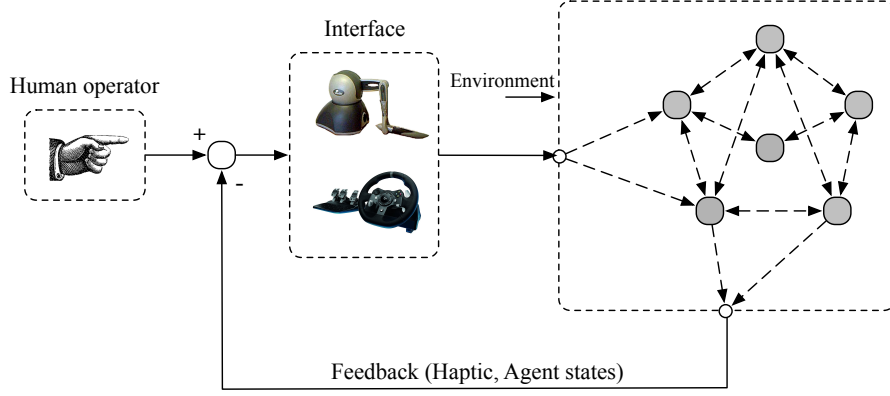 Interface
Human operator
Environment
+
-
Feedback (Haptic, Agent states)